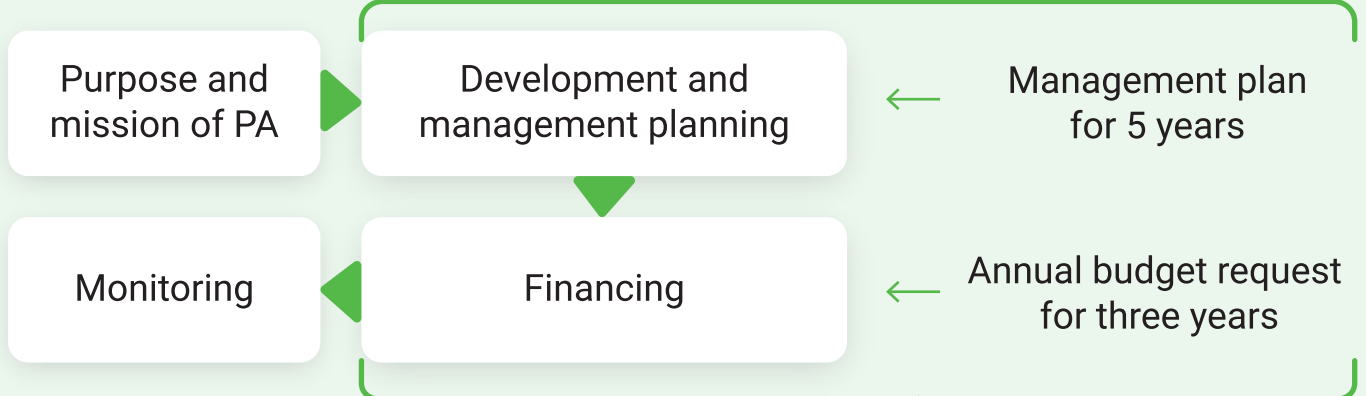 Purpose and
mission of PA
Development and
management planning
Management plan
for 5 years
Monitoring
Financing
Annual budget request
for three years